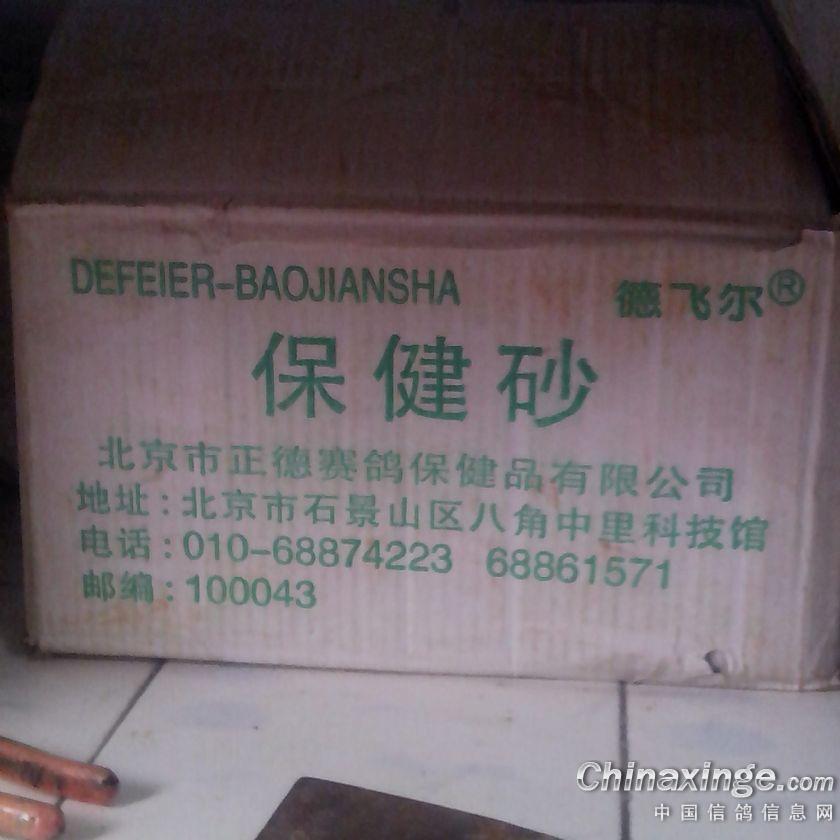 DEFEIER-BAOJIANSHA 德飞尔®
保健砂
北京市正德赛鸽保健品有限公司
地址:北京市石景山区八角中里科技馆
电话:010-68874223 68861571
邮编:100043
Chinaxinge.com
中国信鸽信息网